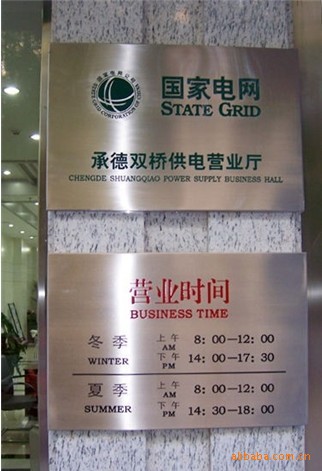 国家电网
STATE GRID
承德双桥供电营业厅
CHENGDE SHUANGQIAO POWER SUPPLY BUSINESS HALL
营业时间
BUSINESS TIME
冬季 上午 8:00-12:00
WINTER AM
下午 14:00-17:30
PM
夏季 上午 8:00-12:00
SUMMER AM
下午 14:30-18:00
PM
alibaba.com.cn